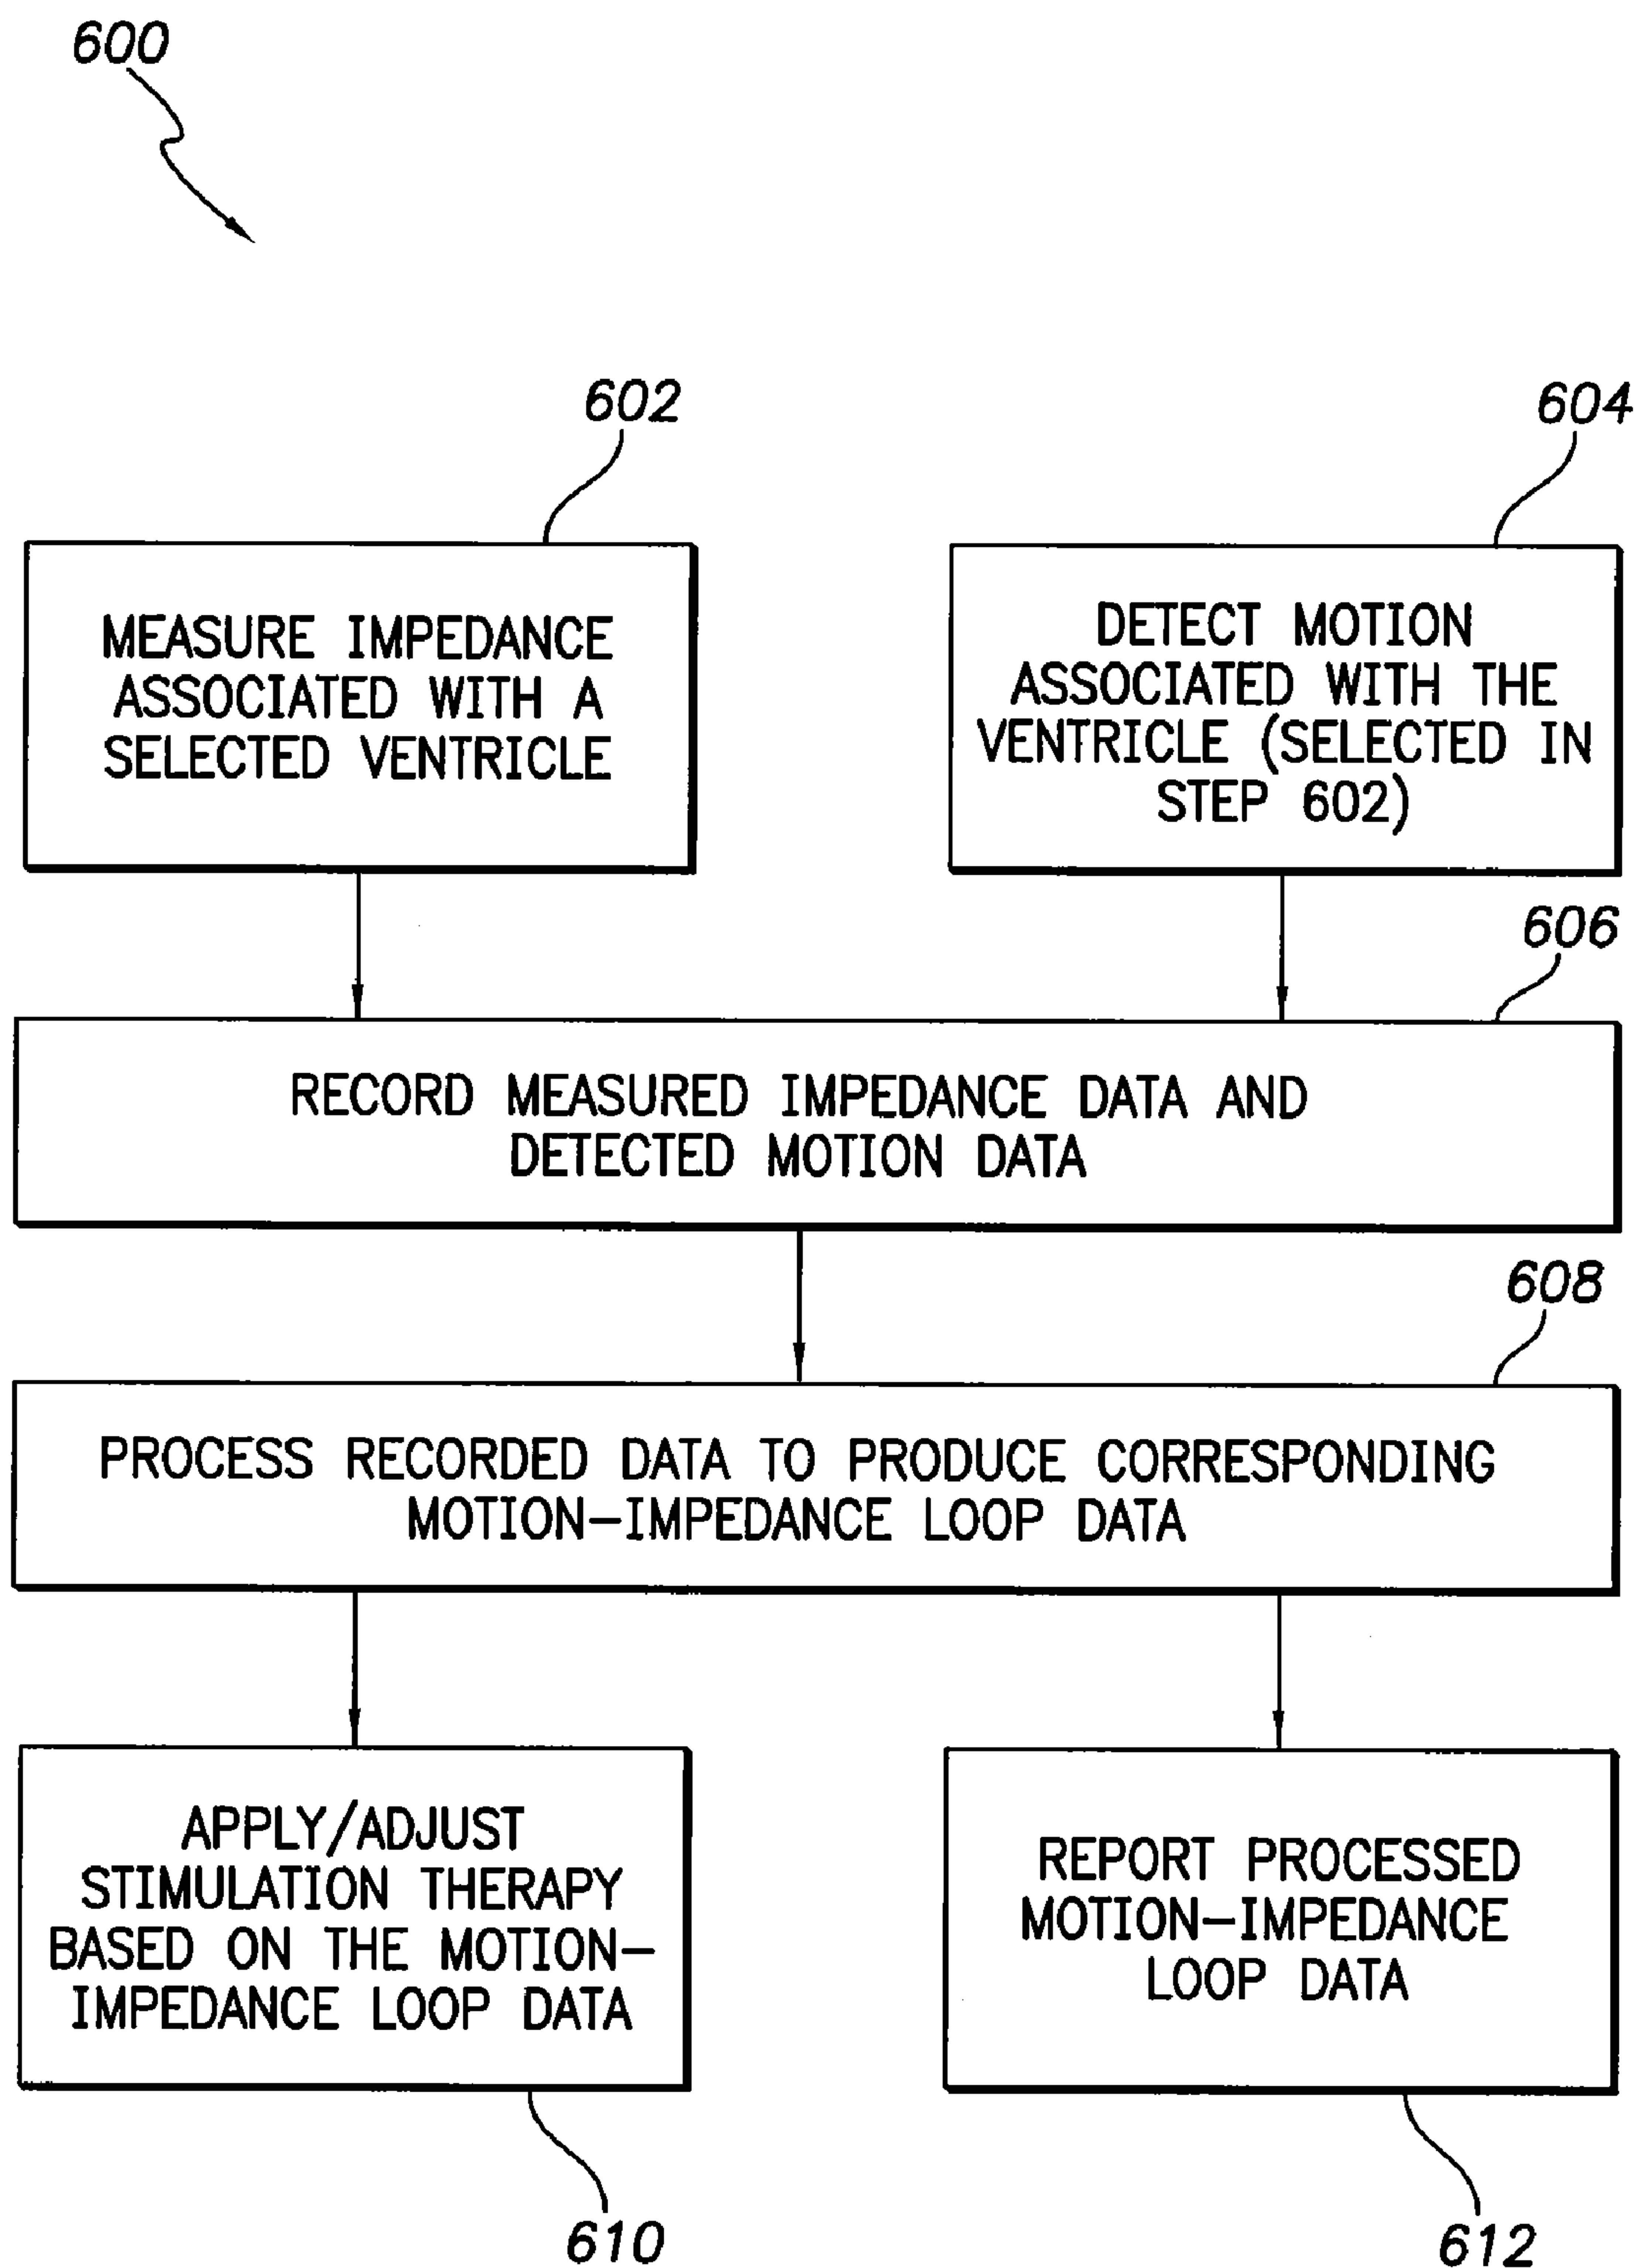 600
602
604
MEASURE IMPEDANCE
ASSOCIATED WITH A
SELECTED VENTRICLE
DETECT MOTION
ASSOCIATED WITH THE
VENTRICLE (SELECTED IN
STEP 602)
606
RECORD MEASURED IMPEDANCE DATA AND
DETECTED MOTION DATA
608
PROCESS RECORDED DATA TO PRODUCE CORRESPONDING
MOTION-IMPEDANCE LOOP DATA
APPLY/ADJUST
STIMULATION THERAPY
BASED ON THE MOTION-
IMPEDANCE LOOP DATA
REPORT PROCESSED
MOTION-IMPEDANCE
LOOP DATA
610
612